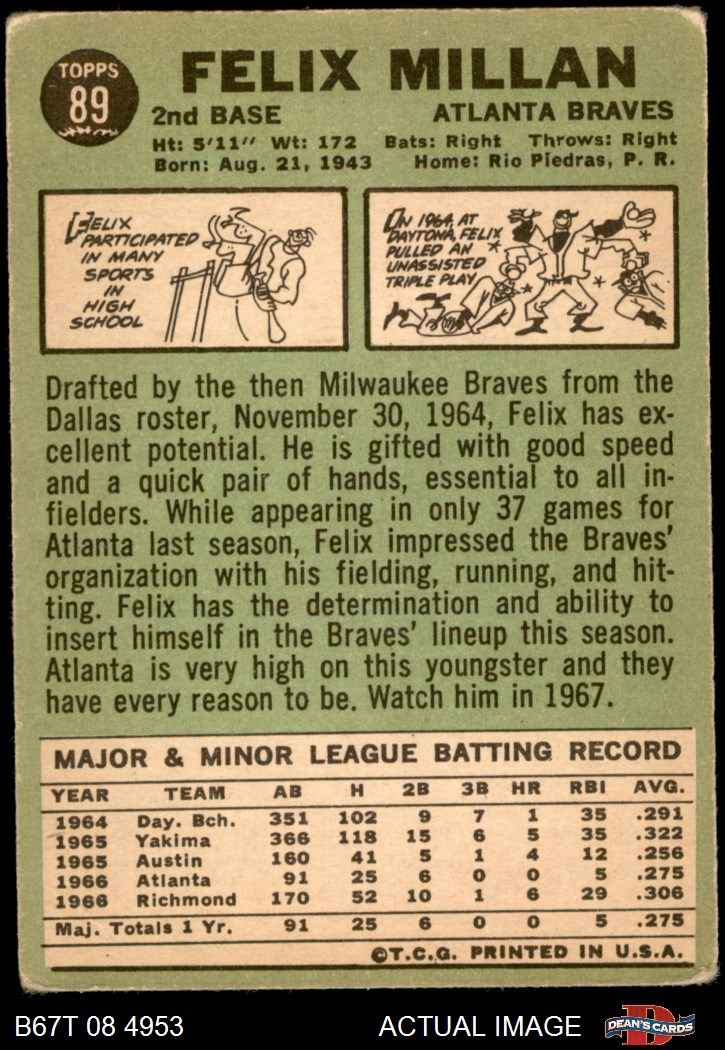 TOPPS
89
FELIX MILLAN
2nd BASE ATLANTA BRAVES
Ht: 5'11" Wt: 172 Bats: Right Throws: Right
Born: Aug. 21, 1943 Home: Rio Piedras, P. R.
FELIX
PARTICIPATED
IN MANY
SPORTS
IN
HIGH
SCHOOL
IN 1964, AT
DAYTONA, FELIX
PULLED AN
UNASSISTED
TRIPLE PLAY
Drafted by the then Milwaukee Braves from the
Dallas roster, November 30, 1964, Felix has ex-
cellent potential. He is gifted with good speed
and a quick pair of hands, essential to all in-
fielders. While appearing in only 37 games for
Atlanta last season, Felix impressed the Braves'
organization with his fielding, running, and hit-
ting. Felix has the determination and ability to
insert himself in the Braves' lineup this season.
Atlanta is very high on this youngster and they
have every reason to be. Watch him in 1967.
MAJOR & MINOR LEAGUE BATTING RECORD
YEAR TEAM AB H 2B 3B HR RBI AVG.
1964 Day. Bch. 351 102 9 7 1 35 .291
1965 Yakima 366 118 15 6 5 35 .322
1965 Austin 160 41 5 1 4 12 .256
1966 Atlanta 91 25 6 0 0 5 .275
1966 Richmond 170 52 10 1 6 29 .306
Maj. Totals 1 Yr. 91 25 6 0 0 5 .275
©T.C.G. PRINTED IN U.S.A.
B67T 08 4953 ACTUAL IMAGE
D
DEAN'S CARDS